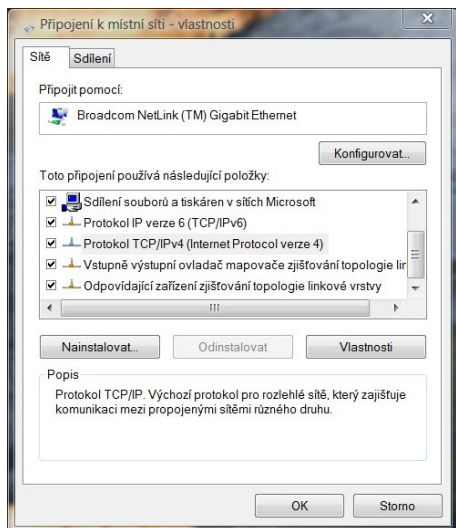 Připojení k místní síti - vlastnosti
Sítě Sdílení
Připojit pomocí:
Broadcom NetLink (TM) Gigabit Ethernet
Konfigurovat...
Toto připojení používá následující položky:
Sdílení souborů a tiskáren v sítích Microsoft
Protokol IP verze 6 (TCP/IPv6)
Protokol TCP/IPv4 (Internet Protocol verze 4)
Vstupně výstupní ovladač mapovače zjišťování topologie lin
Odpovídající zařízení zjišťování topologie linkové vrstvy
Nainstalovat... Odinstalovat Vlastnosti
Popis
Protokol TCP/IP. Výchozí protokol pro rozlehlé sítě, který zajišťuje
komunikaci mezi propojenými sítěmi různého druhu.
OK Storno